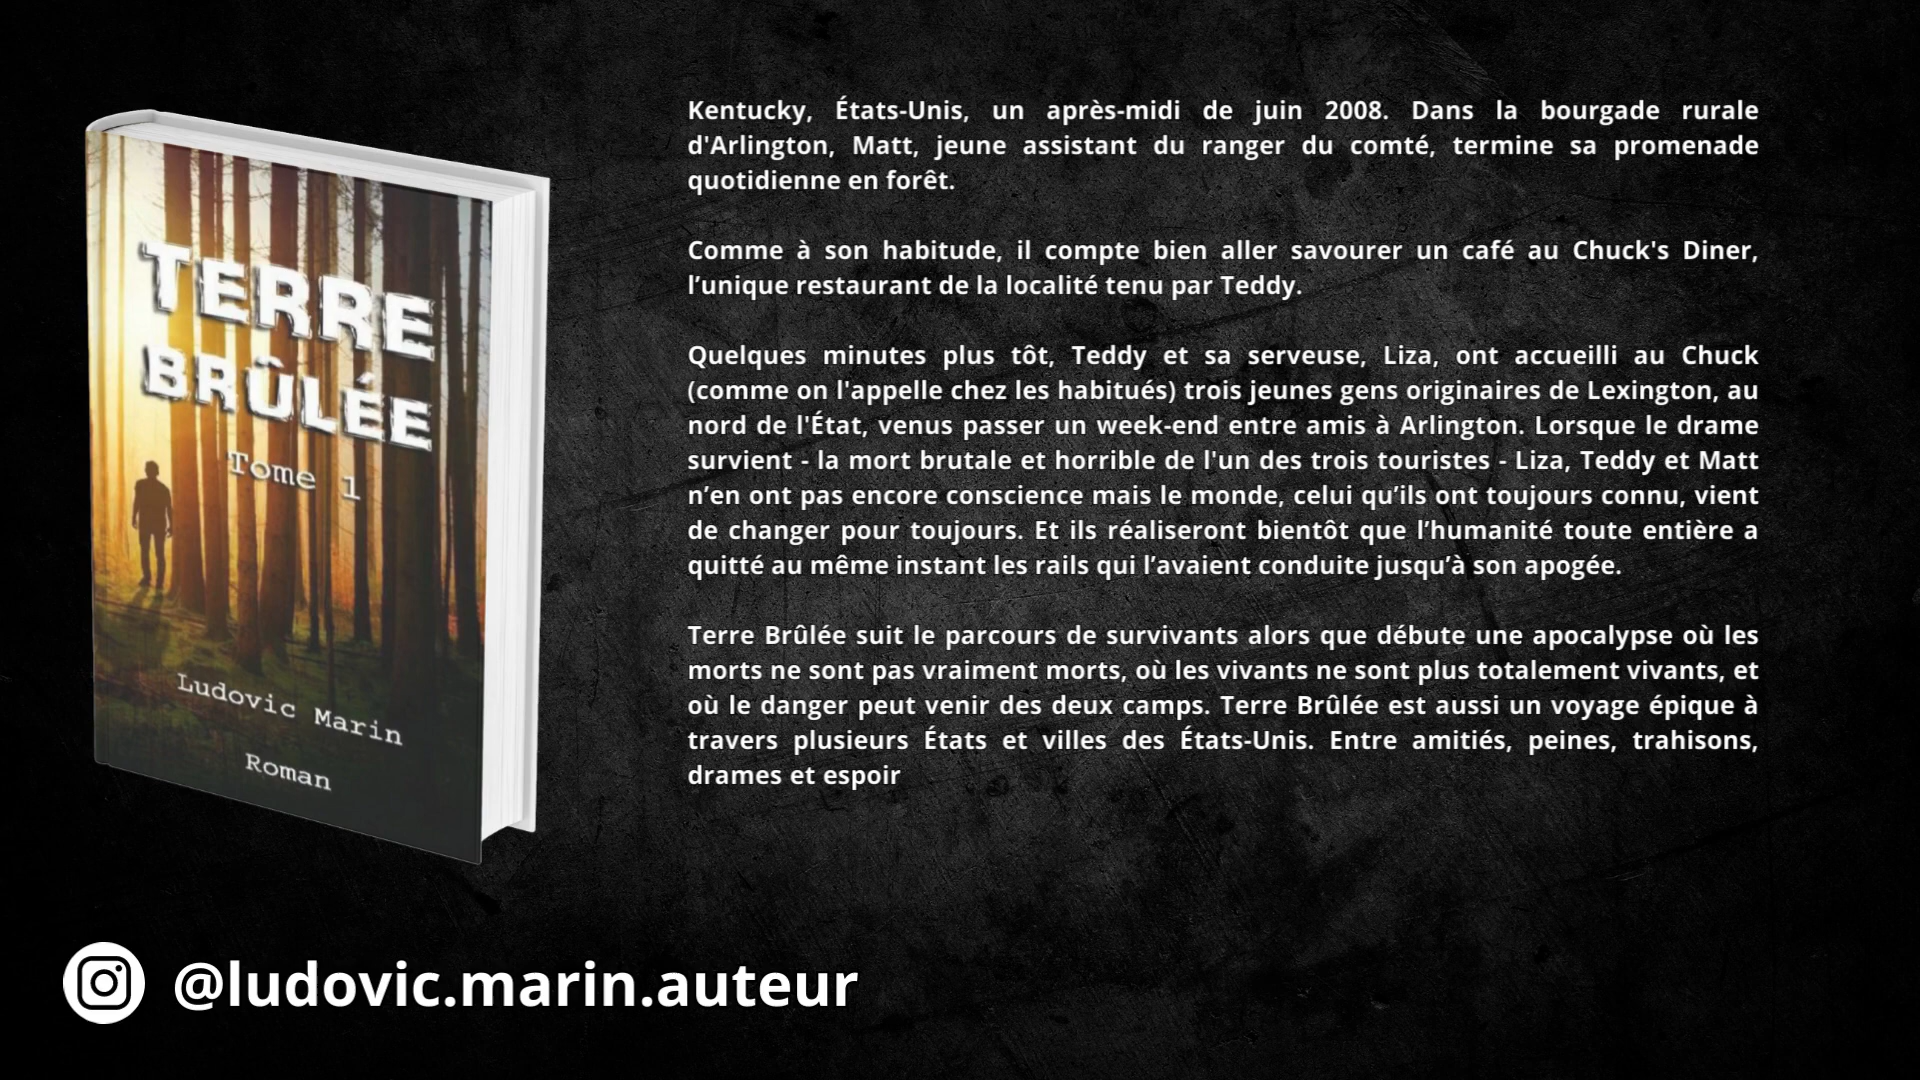 TERRE
BRÛLÉE
Tome 1
Ludovic Marin
Roman
Kentucky, États-Unis, un après-midi de juin 2008. Dans la bourgade rurale
d'Arlington, Matt, jeune assistant du ranger du comté, termine sa promenade
quotidienne en forêt.
Comme à son habitude, il compte bien aller savourer un café au Chuck's Diner,
l’unique restaurant de la localité tenu par Teddy.
Quelques minutes plus tôt, Teddy et sa serveuse, Liza, ont accueilli au Chuck
(comme on l'appelle chez les habitués) trois jeunes gens originaires de Lexington, au
nord de l'État, venus passer un week-end entre amis à Arlington. Lorsque le drame
survient - la mort brutale et horrible de l'un des trois touristes - Liza, Teddy et Matt
n’en ont pas encore conscience mais le monde, celui qu’ils ont toujours connu, vient
de changer pour toujours. Et ils réaliseront bientôt que l’humanité toute entière a
quitté au même instant les rails qui l’avaient conduite jusqu’à son apogée.
Terre Brûlée suit le parcours de survivants alors que débute une apocalypse où les
morts ne sont pas vraiment morts, où les vivants ne sont plus totalement vivants, et
où le danger peut venir des deux camps. Terre Brûlée est aussi un voyage épique à
travers plusieurs États et villes des États-Unis. Entre amitiés, peines, trahisons,
drames et espoir
@ludovic.marin.auteur